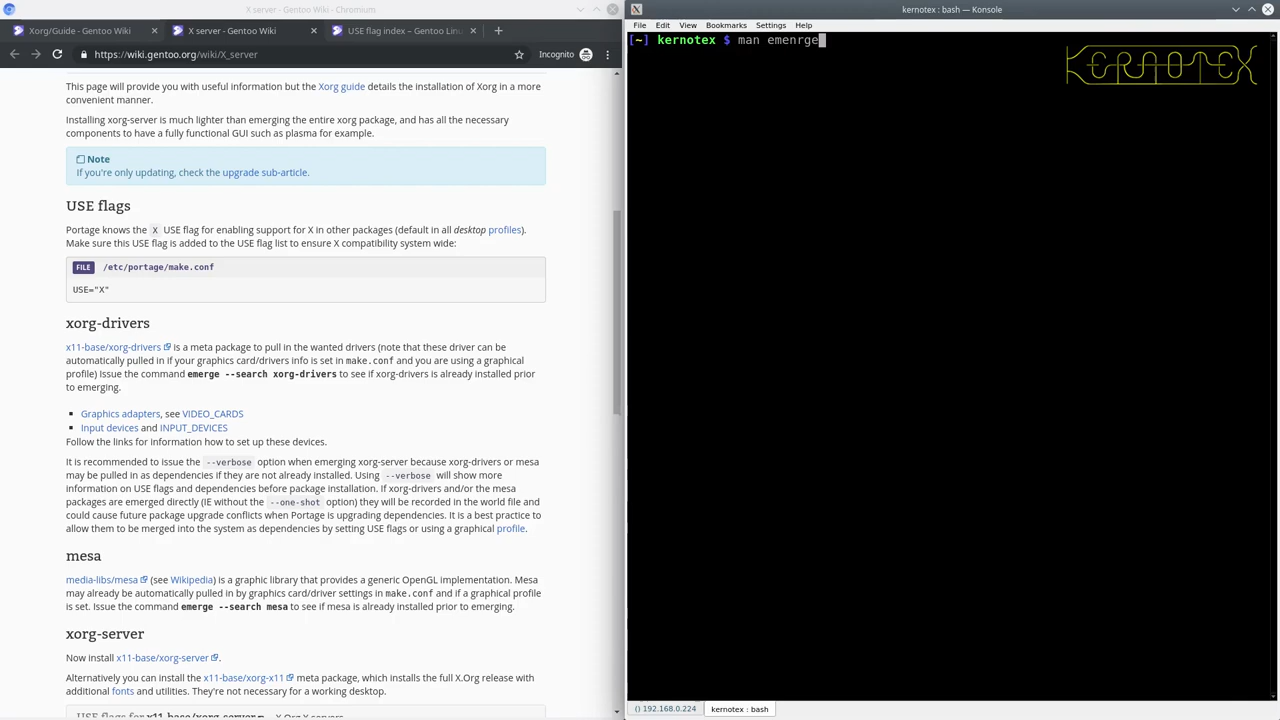 X server - Gentoo Wiki - Chromium
Xorg/Guide - Gentoo Wiki
X server - Gentoo Wiki
USE flag index – Gentoo Linu
https://wiki.gentoo.org/wiki/X_server
Incognito
This page will provide you with useful information but the Xorg guide details the installation of Xorg in a more
convenient manner.
Installing xorg-server is much lighter than emerging the entire xorg package, and has all the necessary
components to have a fully functional GUI such as plasma for example.
Note
If you're only updating, check the upgrade sub-article.
USE flags
Portage knows the X USE flag for enabling support for X in other packages (default in all desktop profiles).
Make sure this USE flag is added to the USE flag list to ensure X compatibility system wide:
FILE /etc/portage/make.conf
USE="X"
xorg-drivers
x11-base/xorg-drivers is a meta package to pull in the wanted drivers (note that these driver can be
automatically pulled in if your graphics card/drivers info is set in make.conf and you are using a graphical
profile) Issue the command emerge --search xorg-drivers to see if xorg-drivers is already installed prior
to emerging.
Graphics adapters, see VIDEO_CARDS
Input devices and INPUT_DEVICES
Follow the links for information how to set up these devices.
It is recommended to issue the --verbose option when emerging xorg-server because xorg-drivers or mesa
may be pulled in as dependencies if they are not already installed. Using --verbose will show more
information on USE flags and dependencies before package installation. If xorg-drivers and/or the mesa
packages are emerged directly (IE without the --one-shot option) they will be recorded in the world file and
could cause future package upgrade conflicts when Portage is upgrading dependencies. It is a best practice to
allow them to be merged into the system as dependencies by setting USE flags or using a graphical profile.
mesa
media-libs/mesa (see Wikipedia) is a graphic library that provides a generic OpenGL implementation. Mesa
may already be automatically pulled in by graphics card/driver settings in make.conf and if a graphical profile
is set. Issue the command emerge --search mesa to see if mesa is already installed prior to emerging.
xorg-server
Now install x11-base/xorg-server.
Alternatively you can install the x11-base/xorg-x11 meta package, which installs the full X.Org release with
additional fonts and utilities. They're not necessary for a working desktop.
USE flags for x11-base/xorg-server X.Org X servers
kernotex : bash — Konsole
File Edit View Bookmarks Settings Help
[~] kernotex $ man emenrge
KERNOTEX
() 192.168.0.224
kernotex : bash